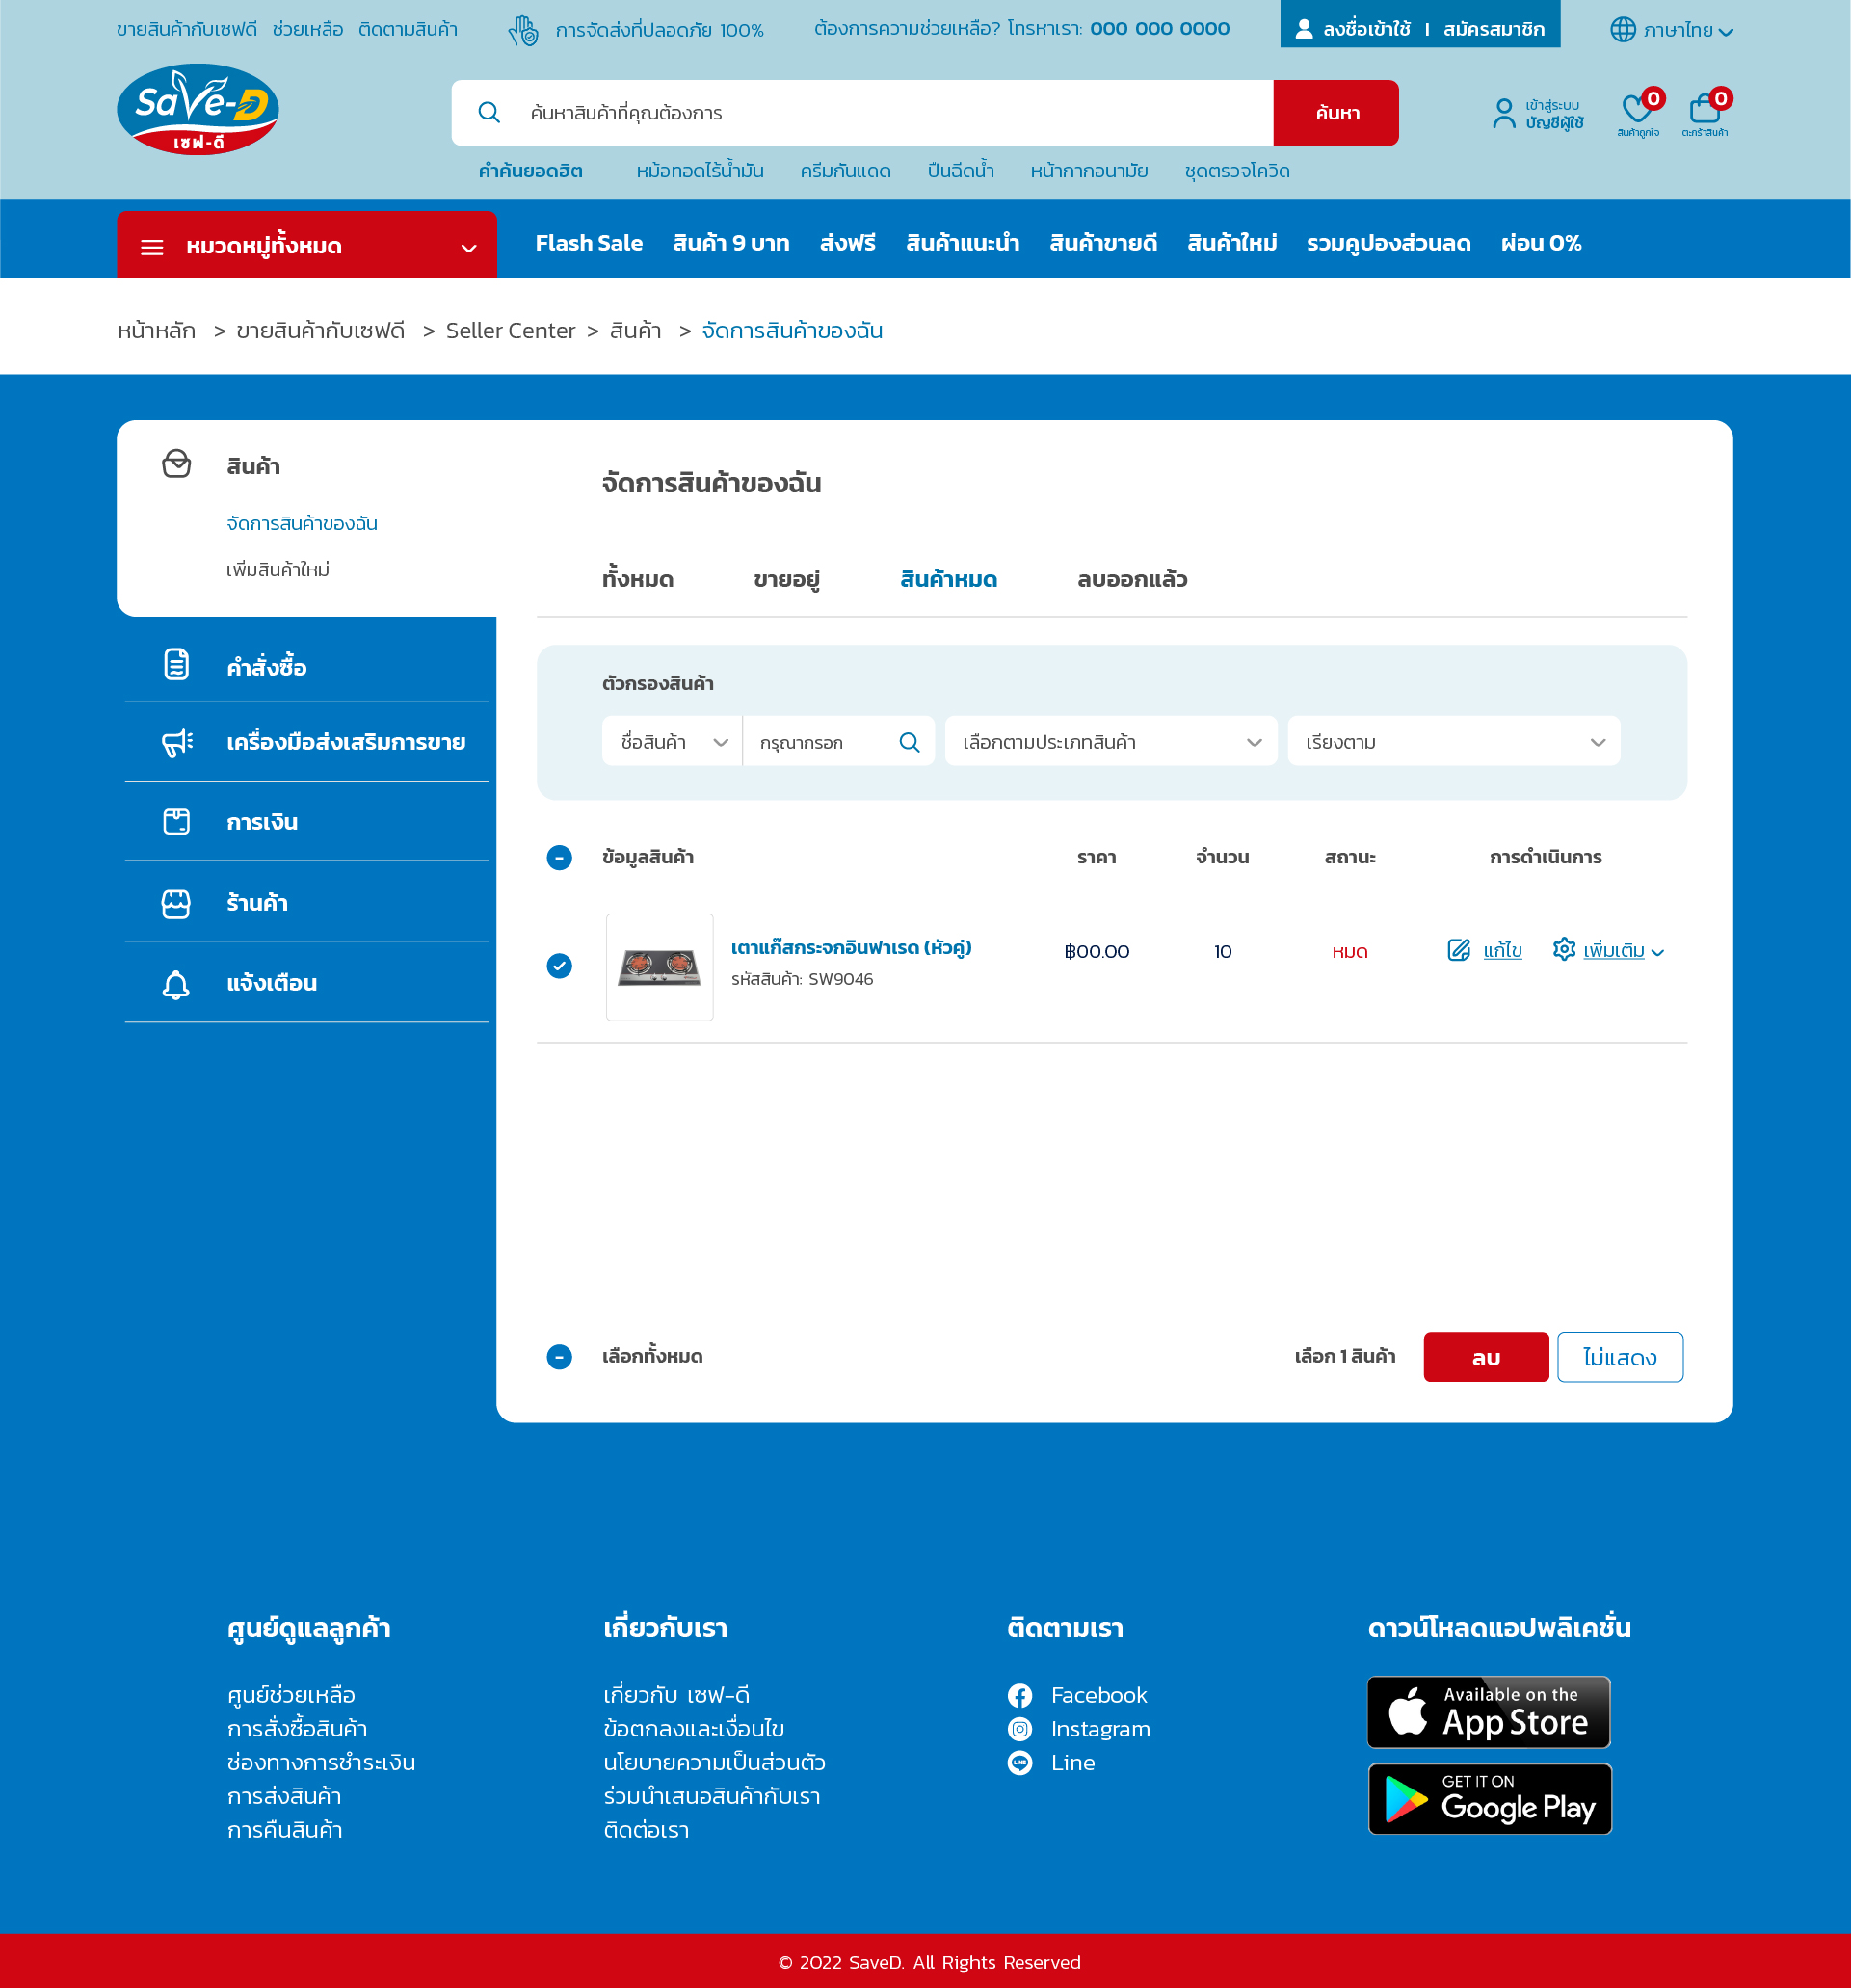 ขายสินค้ากับเซฟดี ช่วยเหลือ ติดตามสินค้า การจัดส่งที่ปลอดภัย 100% ต้องการความช่วยเหลือ? โทรหาเรา: 000 000 0000 ลงชื่อเข้าใช้ | สมัครสมาชิก ภาษาไทย
SaVe-D
เซฟ-ดี
ค้นหาสินค้าที่คุณต้องการ ค้นหา
เข้าสู่ระบบ
บัญชีผู้ใช้
0 0
สินค้าถูกใจ ตะกร้าสินค้า
คำค้นยอดฮิต หม้อทอดไร้น้ำมัน ครีมกันแดด ปืนฉีดน้ำ หน้ากากอนามัย ชุดตรวจโควิด
หมวดหมู่ทั้งหมด Flash Sale สินค้า 9 บาท ส่งฟรี สินค้าแนะนำ สินค้าขายดี สินค้าใหม่ รวมคูปองส่วนลด ผ่อน 0%
หน้าหลัก > ขายสินค้ากับเซฟดี > Seller Center > สินค้า > จัดการสินค้าของฉัน
สินค้า
จัดการสินค้าของฉัน
เพิ่มสินค้าใหม่
คำสั่งซื้อ
เครื่องมือส่งเสริมการขาย
การเงิน
ร้านค้า
แจ้งเตือน
จัดการสินค้าของฉัน
ทั้งหมด ขายอยู่ สินค้าหมด ลบออกแล้ว
ตัวกรองสินค้า
ชื่อสินค้า กรุณากรอก เลือกตามประเภทสินค้า เรียงตาม
ข้อมูลสินค้า ราคา จำนวน สถานะ การดำเนินการ
เตาแก๊สกระจกอินฟาเรด (หัวคู่) ฿00.00 10 หมด แก้ไข เพิ่มเติม
รหัสสินค้า: SW9046
เลือกทั้งหมด เลือก 1 สินค้า ลบ ไม่แสดง
ศูนย์ดูแลลูกค้า
ศูนย์ช่วยเหลือ
การสั่งซื้อสินค้า
ช่องทางการชำระเงิน
การส่งสินค้า
การคืนสินค้า
เกี่ยวกับเรา
เกี่ยวกับ เซฟ-ดี
ข้อตกลงและเงื่อนไข
นโยบายความเป็นส่วนตัว
ร่วมนำเสนอสินค้ากับเรา
ติดต่อเรา
ติดตามเรา
Facebook
Instagram
LINE Line
ดาวน์โหลดแอปพลิเคชั่น
Available on the
App Store
GET IT ON
Google Play
© 2022 SaveD. All Rights Reserved